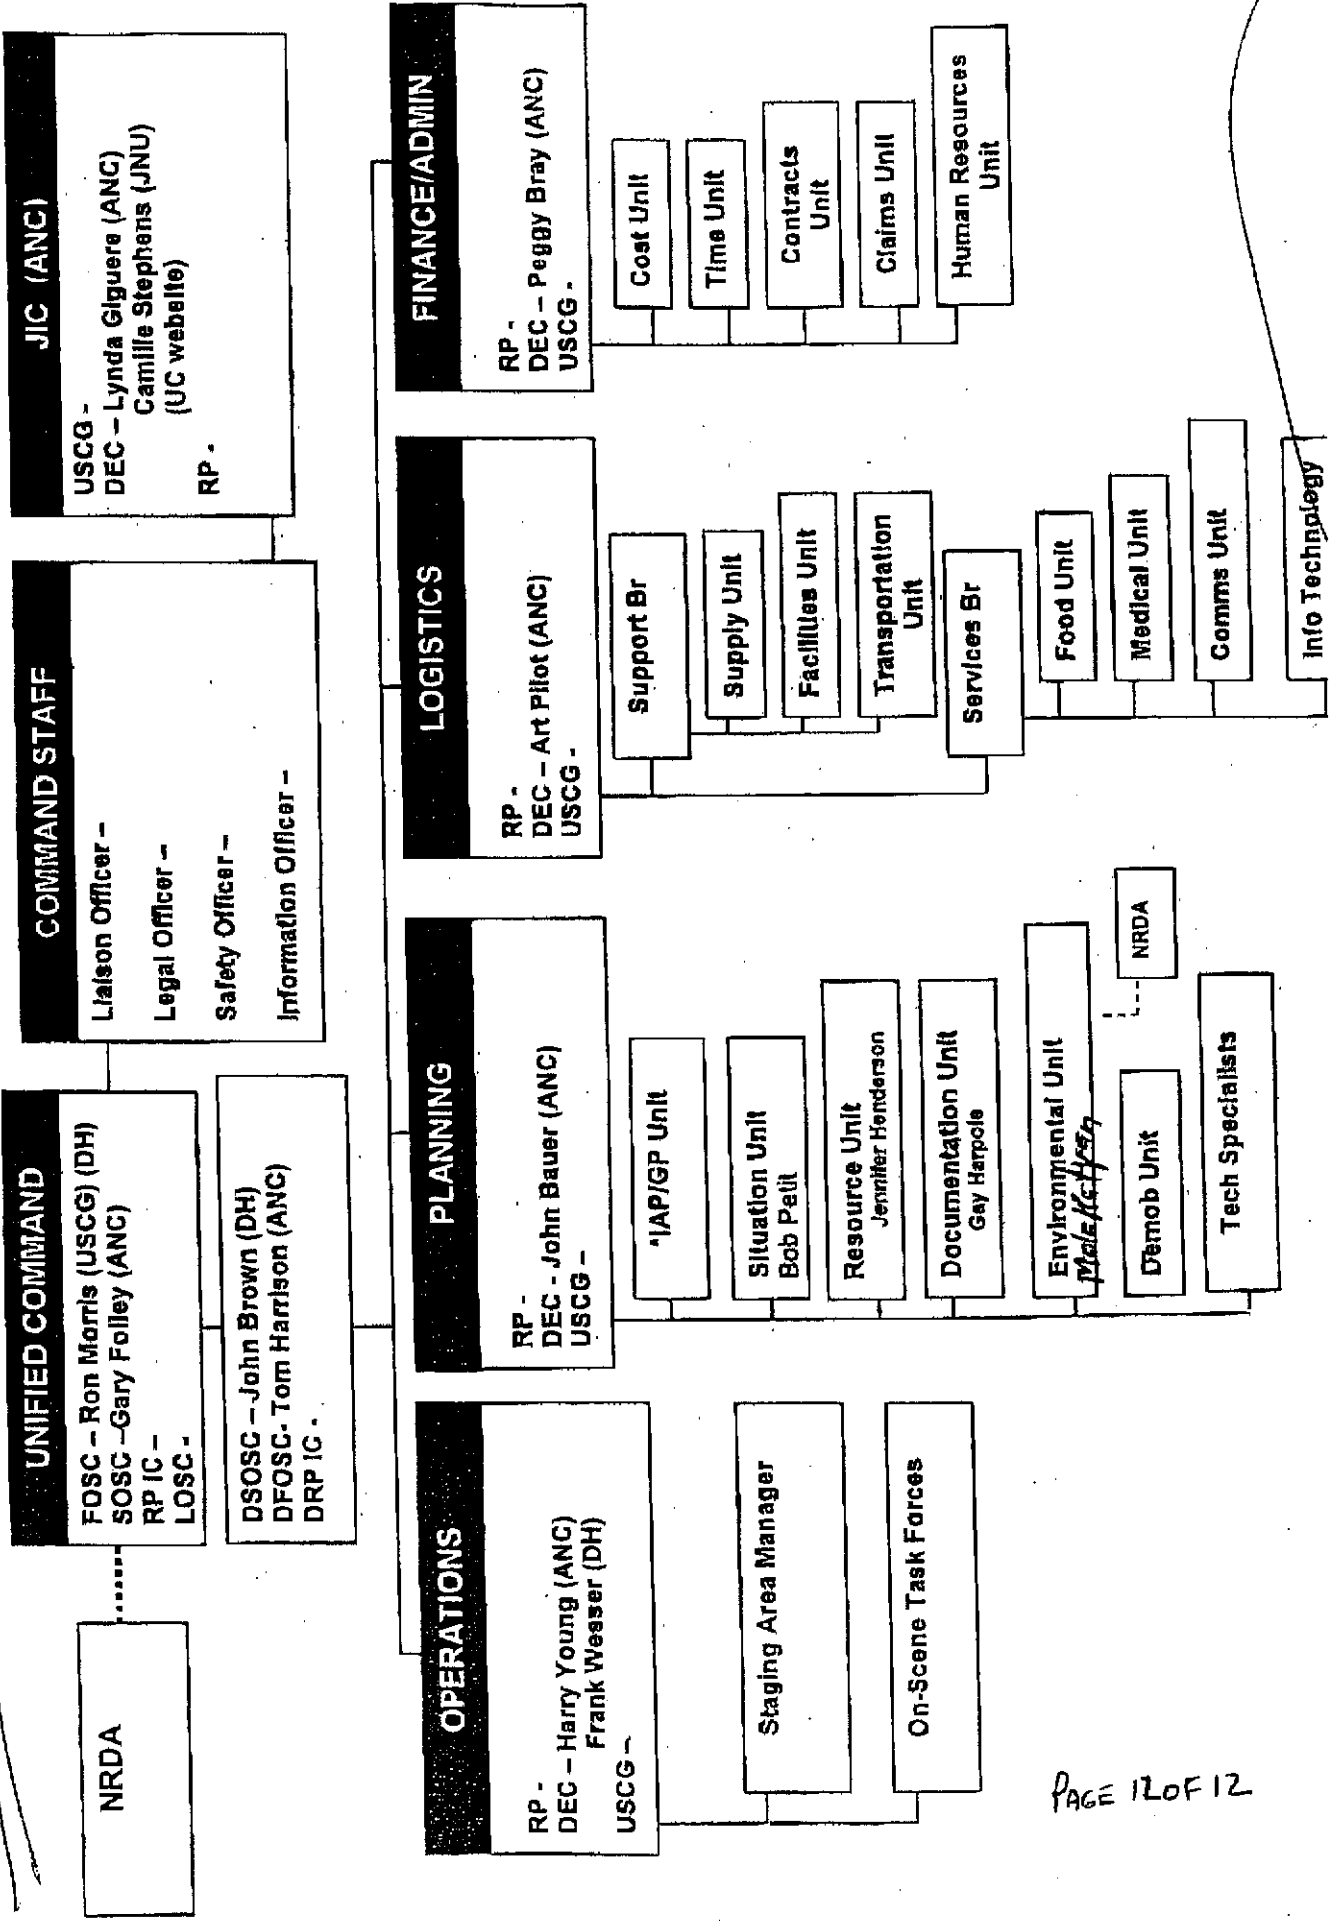 NRDA
UNIFIED COMMAND
FOSC – Ron Morris (USCG) (DH)
SOSC –Gary Folley (ANC)
RP IC –
LOSC -
DSOSC – John Brown (DH)
DFOSC- Tom Harrison (ANC)
DRP IC -
COMMAND STAFF
Liaison Officer –
Legal Officer –
Safety Officer –
Information Officer –
JIC (ANC)
USCG -
DEC – Lynda Giguere (ANC)
Camille Stephens (JNU)
(UC website)
RP -
OPERATIONS
RP -
DEC – Harry Young (ANC)
Frank Wesser (DH)
USCG –
Staging Area Manager
On-Scene Task Forces
PLANNING
RP -
DEC - John Bauer (ANC)
USCG –
*IAP/GP Unit
Situation Unit
Bob Petit
Resource Unit
Jennifer Henderson
Documentation Unit
Gay Harpole
Environmental Unit
NRDA
Demob Unit
Tech Specialists
LOGISTICS
RP -
DEC – Art Pilot (ANC)
USCG -
Support Br
Supply Unit
Facilities Unit
Transportation
Unit
Services Br
Food Unit
Medical Unit
Comms Unit
Info Technology
FINANCE/ADMIN
RP -
DEC – Peggy Bray (ANC)
USCG -
Cost Unit
Time Unit
Contracts
Unit
Claims Unit
Human Resources
Unit
PAGE 12 OF 12